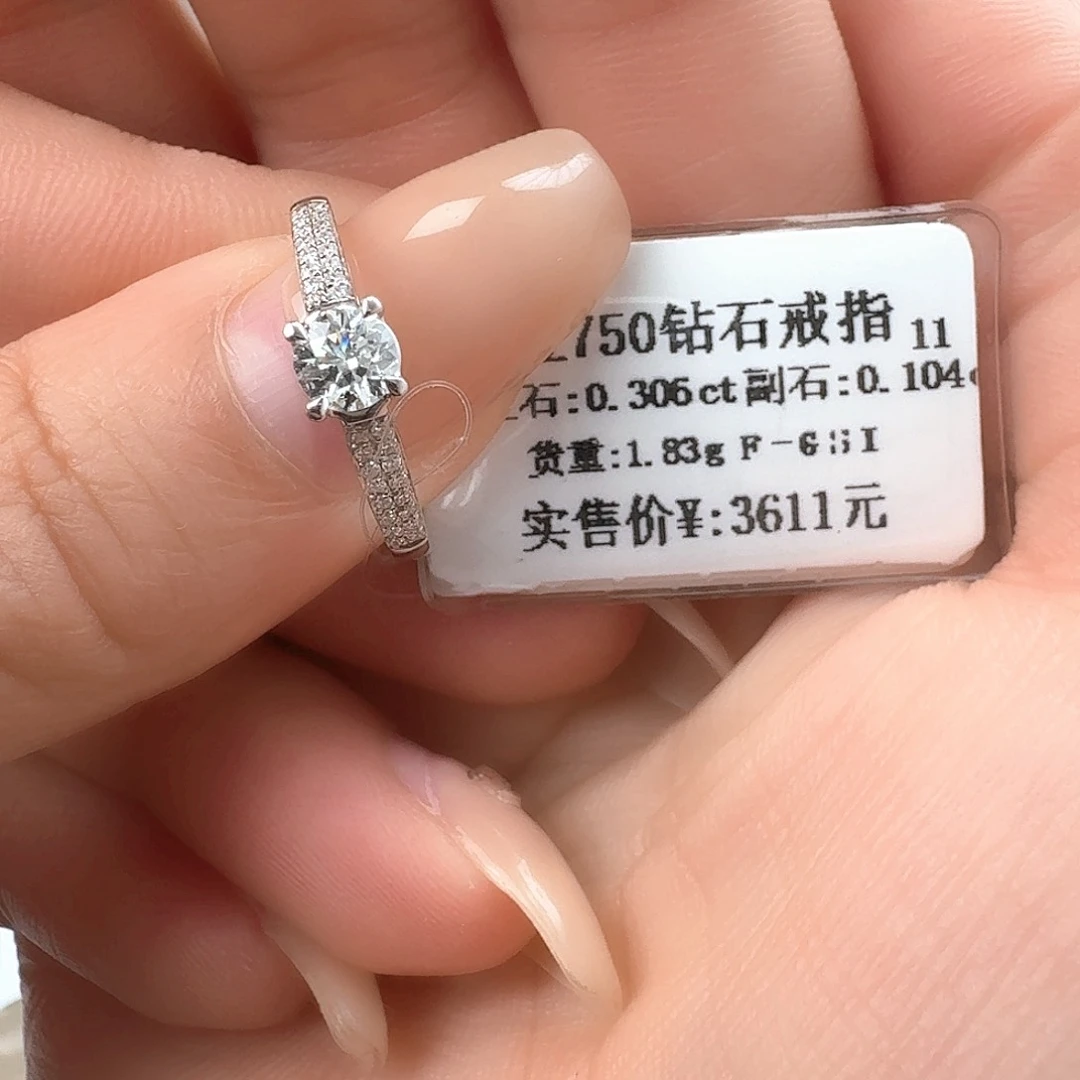 750钻石戒指 11
石:0.306ct副石:0.104
货重:1.83g F-GSI
实售价¥:3611元